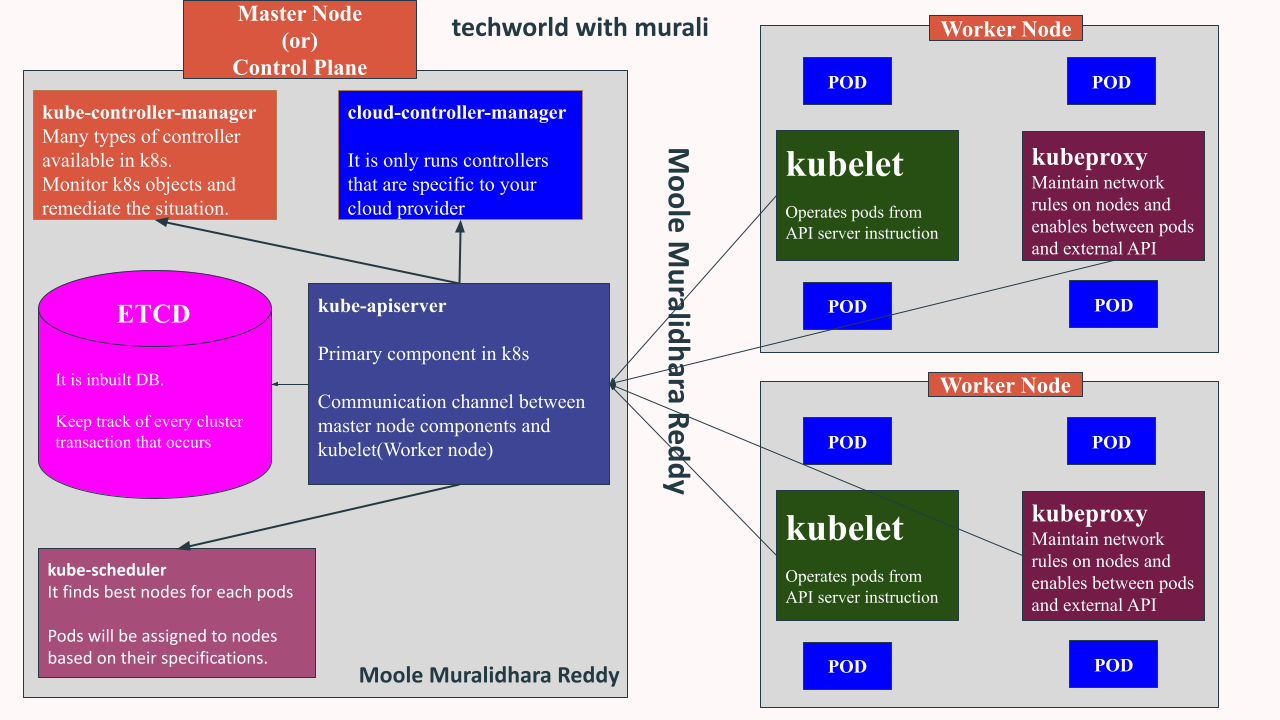 Master Node
(or)
Control Plane
techworld with murali
kube-controller-manager
Many types of controller
available in k8s.
Monitor k8s objects and
remediate the situation.
cloud-controller-manager
It is only runs controllers
that are specific to your
cloud provider
ETCD
It is inbuilt DB.
Keep track of every cluster
transaction that occurs
kube-apiserver
Primary component in k8s
Communication channel between
master node components and
kubelet(Worker node)
kube-scheduler
It finds best nodes for each pods
Pods will be assigned to nodes
based on their specifications.
Moole Muralidhara Reddy
Moole Muralidhara Reddy
Worker Node
POD
POD
kubelet
Operates pods from
API server instruction
kubeproxy
Maintain network
rules on nodes and
enables between pods
and external API
POD
POD
Worker Node
POD
POD
kubelet
Operates pods from
API server instruction
kubeproxy
Maintain network
rules on nodes and
enables between pods
and external API
POD
POD